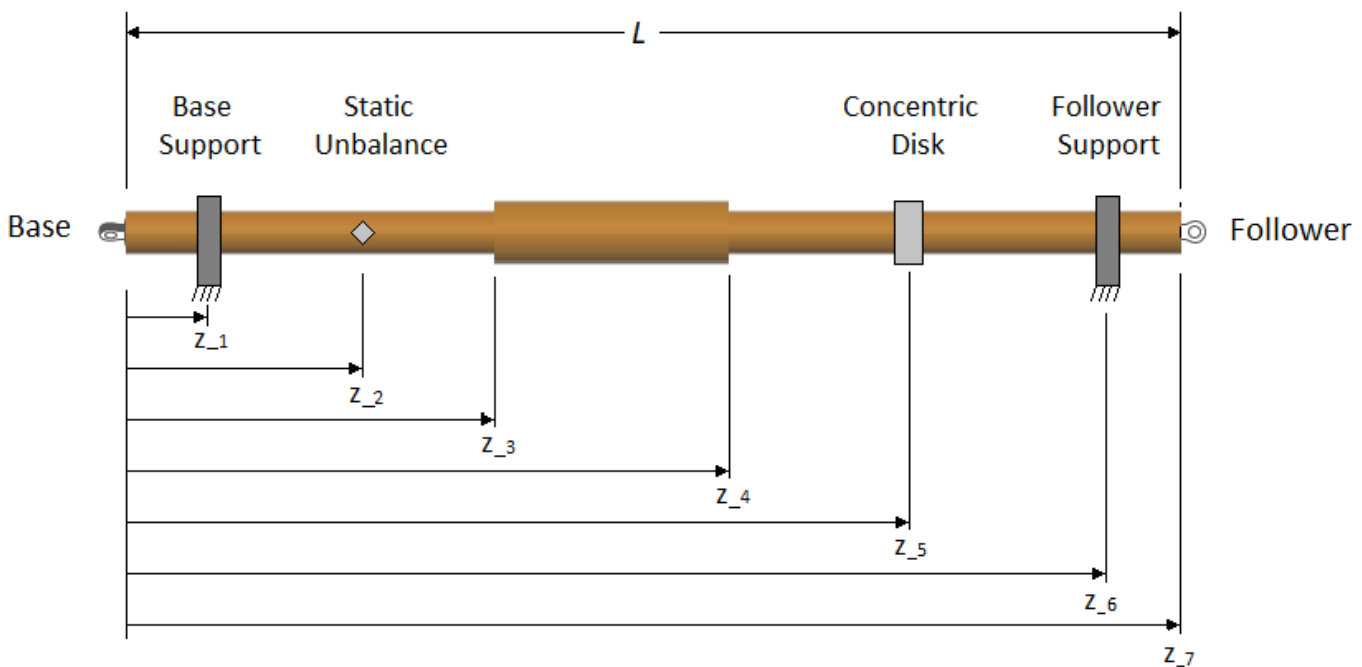 L
Base
Support
Static
Unbalance
Concentric
Disk
Follower
Support
Base
Follower
z_1
z_2
z_3
z_4
z_5
z_6
z_7